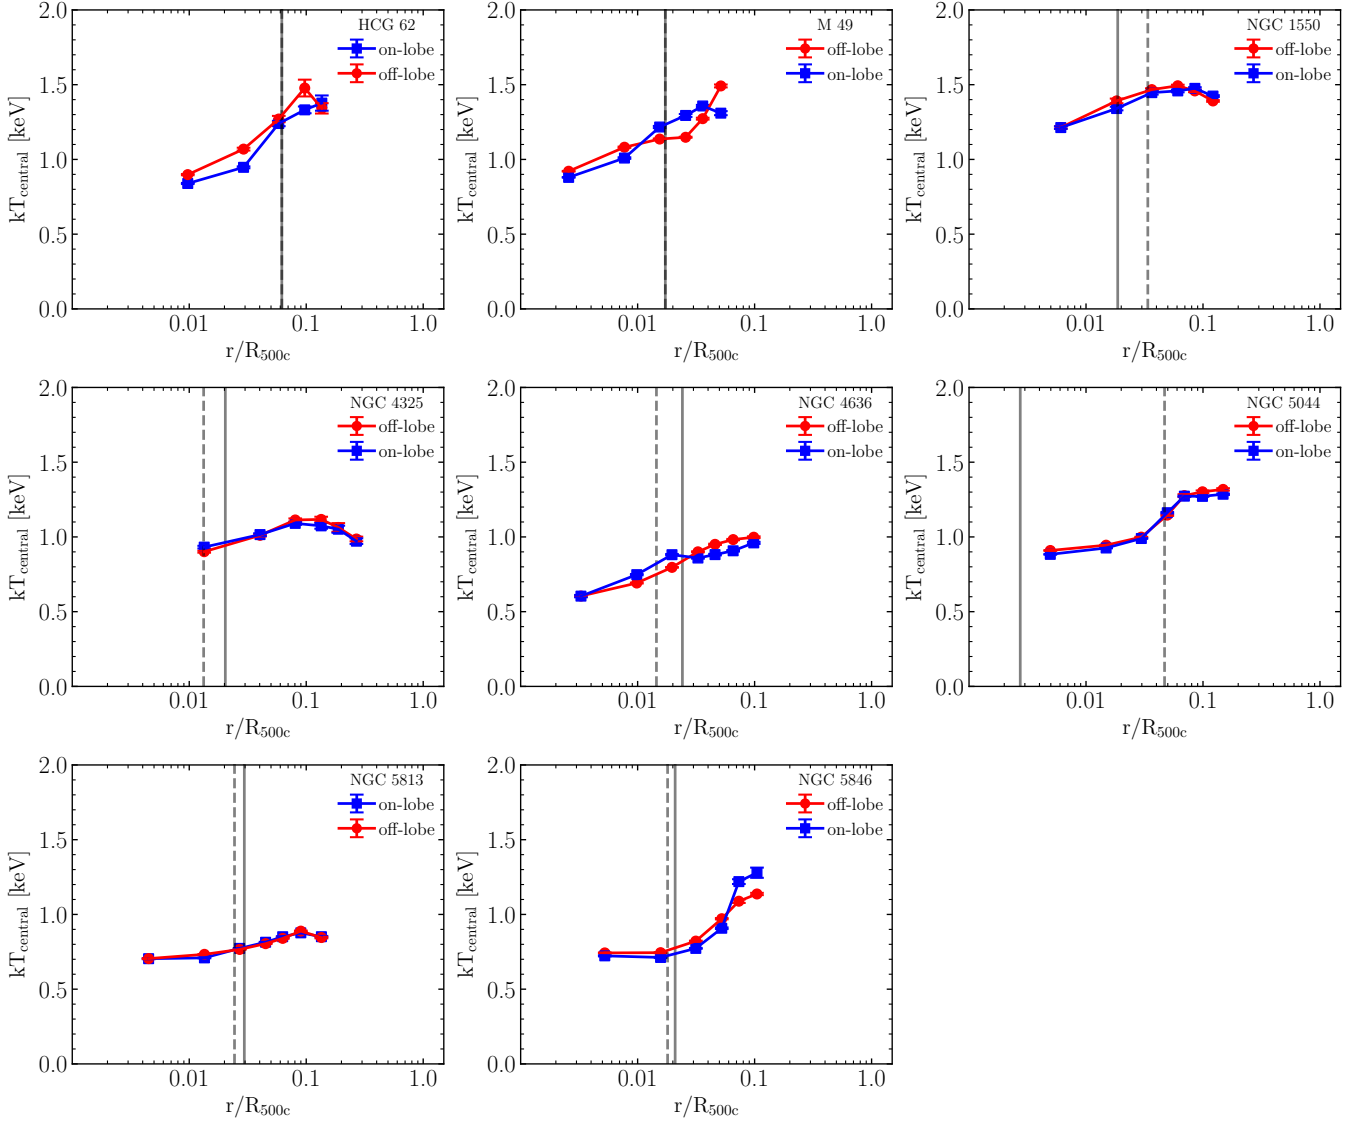 HCG 62
on-lobe
off-lobe
kT_central [keV]
2.0
1.5
1.0
0.5
0.0
0.01
0.1
1.0
r/R_500c
M 49
off-lobe
on-lobe
kT_central [keV]
2.0
1.5
1.0
0.5
0.0
0.01
0.1
1.0
r/R_500c
NGC 1550
off-lobe
on-lobe
kT_central [keV]
2.0
1.5
1.0
0.5
0.0
0.01
0.1
1.0
r/R_500c
NGC 4325
off-lobe
on-lobe
kT_central [keV]
2.0
1.5
1.0
0.5
0.0
0.01
0.1
1.0
r/R_500c
NGC 4636
off-lobe
on-lobe
kT_central [keV]
2.0
1.5
1.0
0.5
0.0
0.01
0.1
1.0
r/R_500c
NGC 5044
off-lobe
on-lobe
kT_central [keV]
2.0
1.5
1.0
0.5
0.0
0.01
0.1
1.0
r/R_500c
NGC 5813
on-lobe
off-lobe
kT_central [keV]
2.0
1.5
1.0
0.5
0.0
0.01
0.1
1.0
r/R_500c
NGC 5846
off-lobe
on-lobe
kT_central [keV]
2.0
1.5
1.0
0.5
0.0
0.01
0.1
1.0
r/R_500c